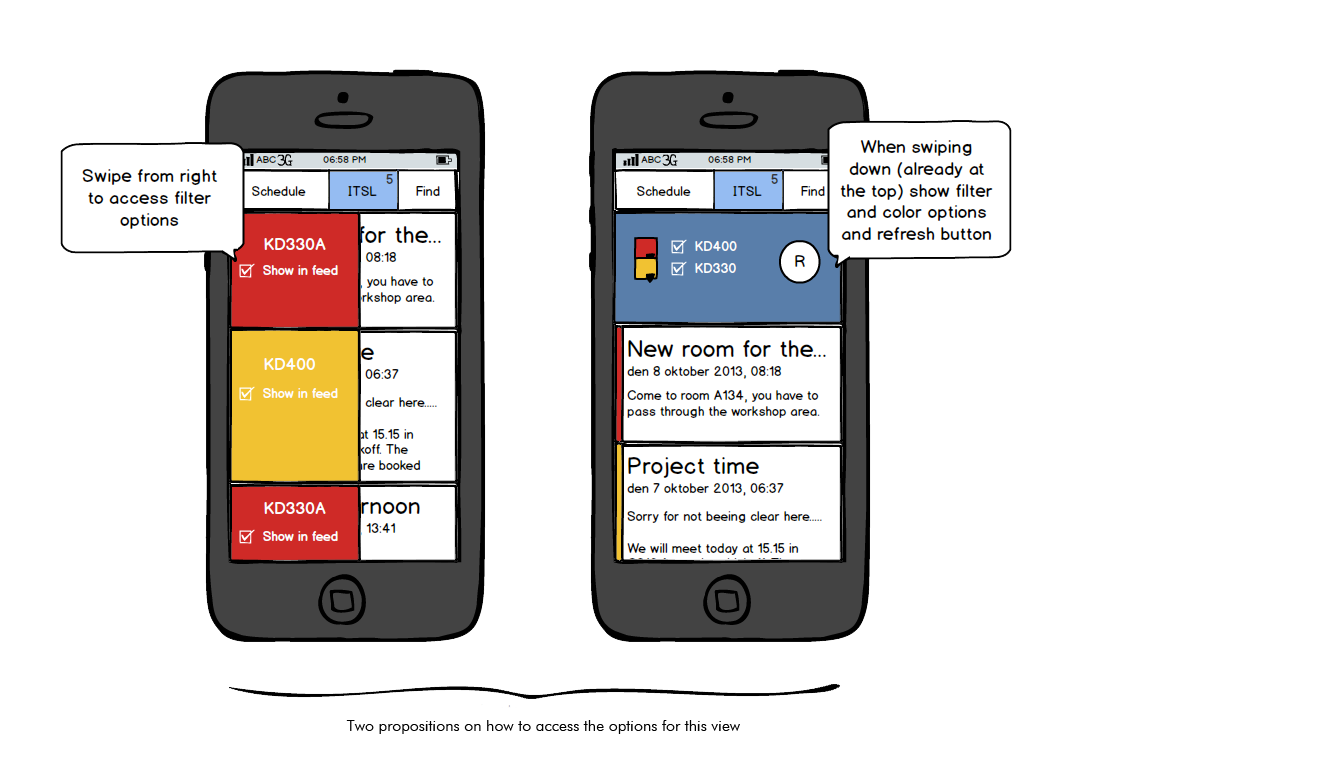 Swipe from right
to access filter
options
ABC 3G 06:58 PM
Schedule ITSL 5 Find
KD330A
Show in feed
for the...
08:18
, you have to
rkshop area.
KD400
Show in feed
e
06:37
clear here.....
at 15.15 in
koff. The
are booked
KD330A
Show in feed
rnoon
13:41
When swiping
down (already at
the top) show filter
and color options
and refresh button
ABC 3G 06:58 PM
Schedule ITSL 5 Find
KD400
KD330
R
New room for the...
den 8 oktober 2013, 08:18
Come to room A134, you have to
pass through the workshop area.
Project time
den 7 oktober 2013, 06:37
Sorry for not beeing clear here.....
We will meet today at 15.15 in
Two propositions on how to access the options for this view